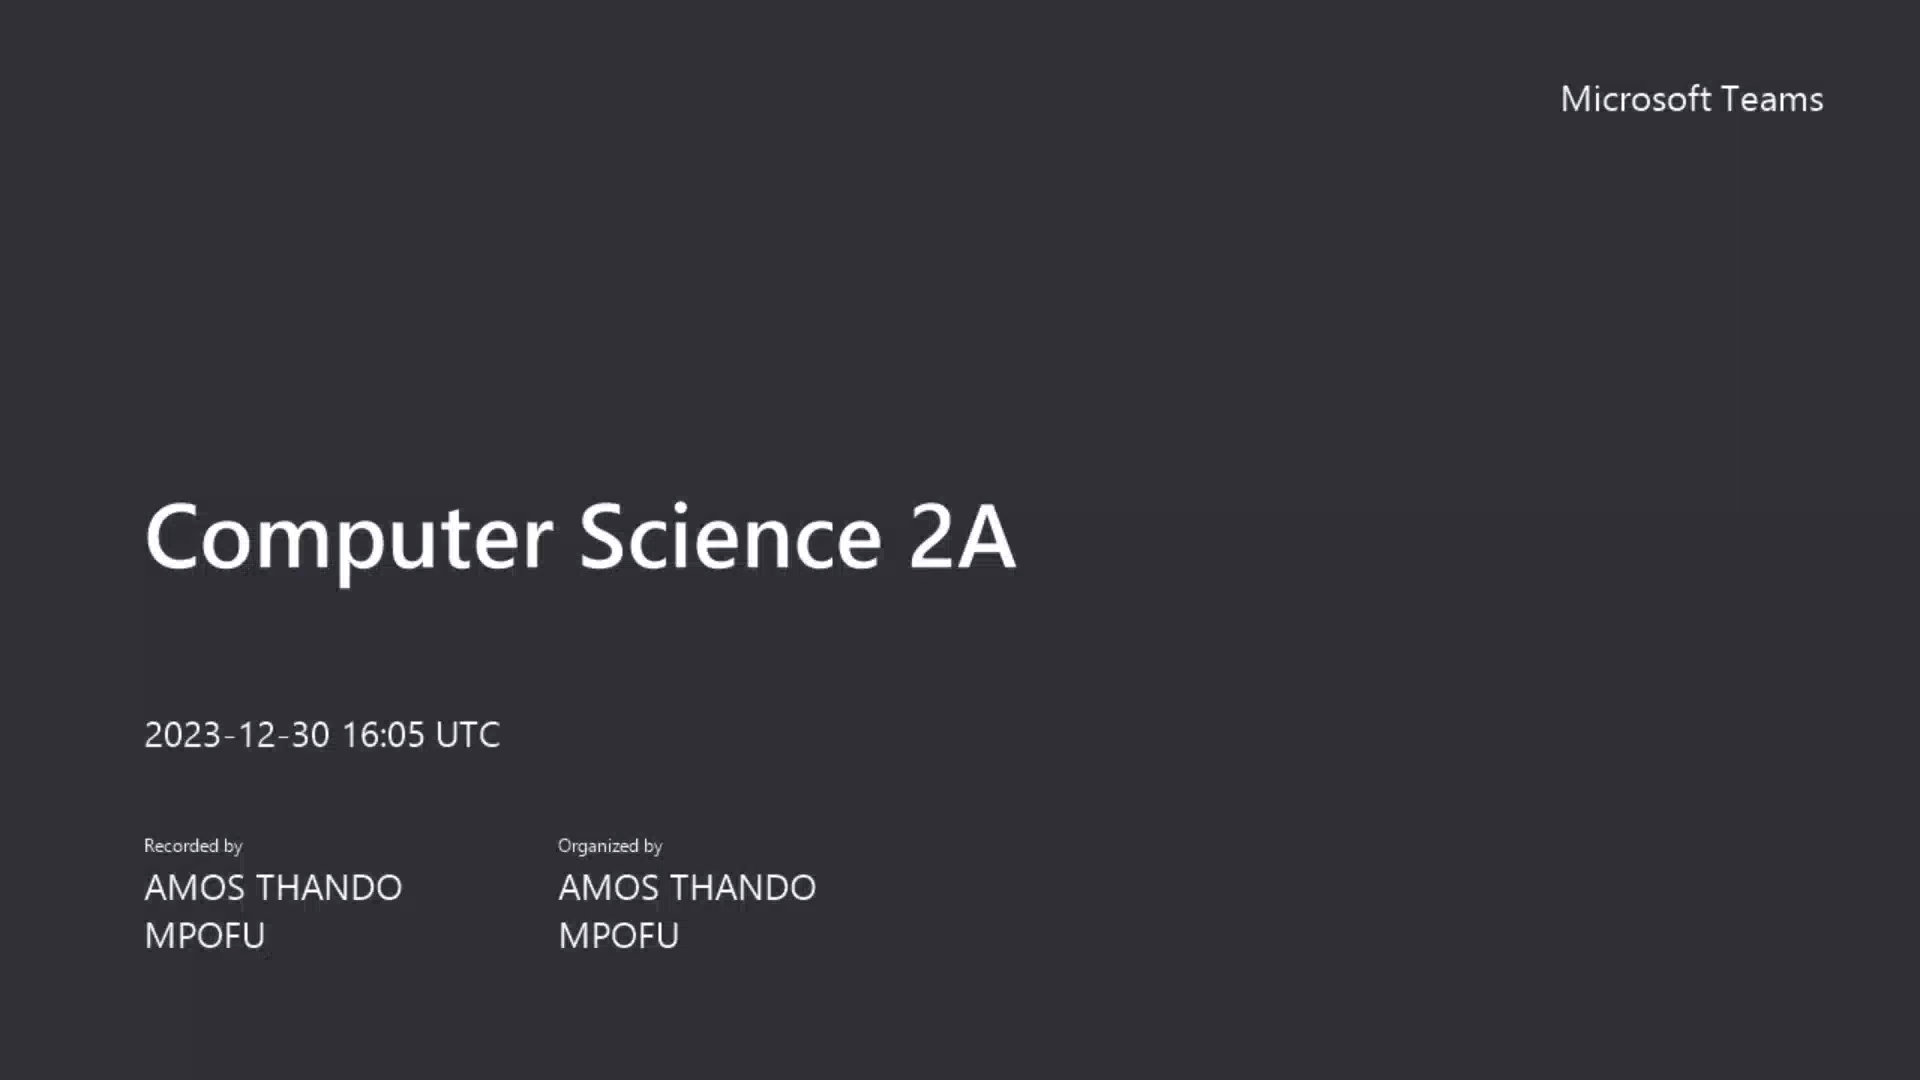 Microsoft Teams
Computer Science 2A
2023-12-30 16:05 UTC
Recorded by
AMOS THANDO
MPOFU
Organized by
AMOS THANDO
MPOFU